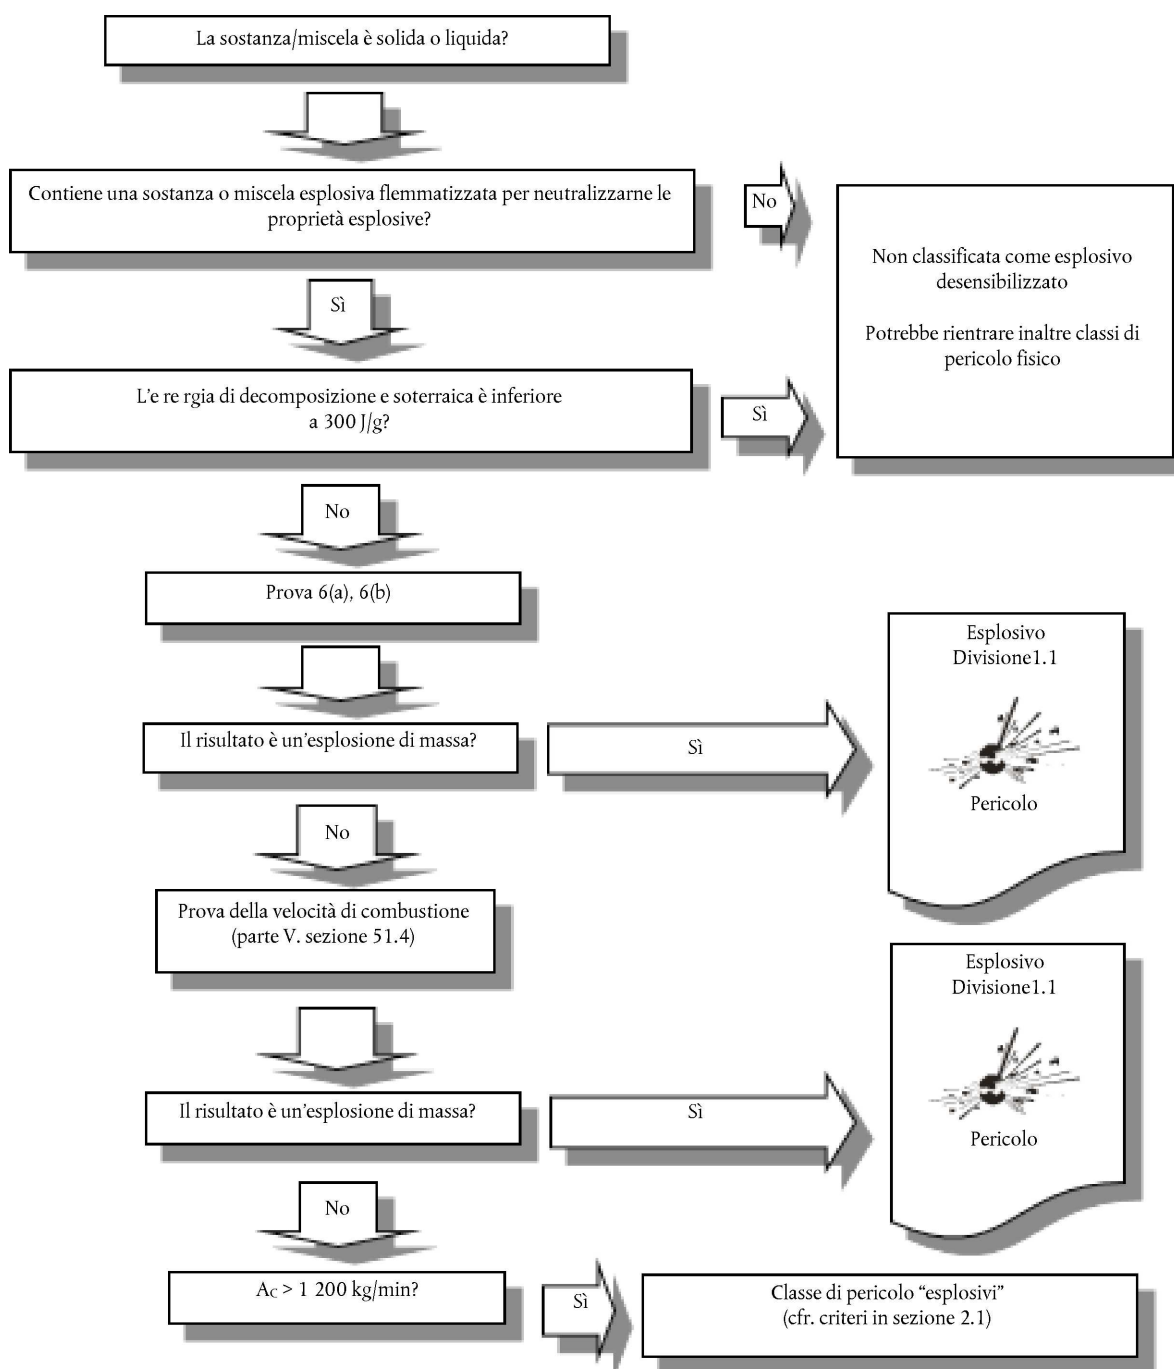 La sostanza/miscela è solida o liquida?
Contiene una sostanza o miscela esplosiva flemmatizzata per neutralizzarne le
proprietà esplosive?
No
Non classificata come esplosivo
desensibilizzato
Potrebbe rientrare inaltre classi di
pericolo fisico
Sì
L'e re rgia di decomposizione e soterraica è inferiore
a 300 J/g?
Sì
No
Prova 6(a), 6(b)
Esplosivo
Divisione1.1
Pericolo
Il risultato è un'esplosione di massa?
Sì
No
Prova della velocità di combustione
(parte V. sezione 51.4)
Esplosivo
Divisione1.1
Pericolo
Il risultato è un'esplosione di massa?
Sì
No
AC > 1 200 kg/min?
Sì
Classe di pericolo “esplosivi”
(cfr. criteri in sezione 2.1)